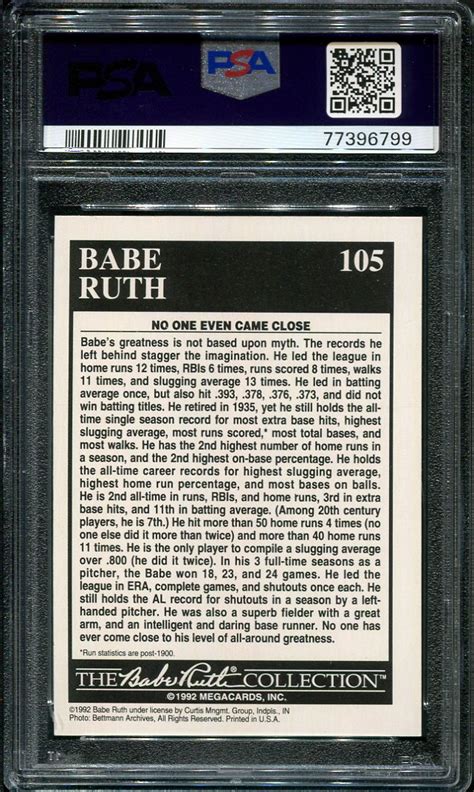 PSA
PSA
77396799
BABE
RUTH
105
NO ONE EVEN CAME CLOSE
Babe's greatness is not based upon myth. The records he
left behind stagger the imagination. He led the league in
home runs 12 times, RBIs 6 times, runs scored 8 times, walks
11 times, and slugging average 13 times. He led in batting
average once, but also hit .393, .378, .376, .373, and did not
win batting titles. He retired in 1935, yet he still holds the all-
time single season record for most extra base hits, highest
slugging average, most runs scored,* most total bases, and
most walks. He has the 2nd highest number of home runs in
a season, and the 2nd highest on-base percentage. He holds
the all-time career records for highest slugging average,
highest home run percentage, and most bases on balls.
He is 2nd all-time in runs, RBIs, and home runs, 3rd in extra
base hits, and 11th in batting average. (Among 20th century
players, he is 7th.) He hit more than 50 home runs 4 times (no
one else did it more than twice) and more than 40 home runs
11 times. He is the only player to compile a slugging average
over .800 (he did it twice). In his 3 full-time seasons as a
pitcher, the Babe won 18, 23, and 24 games. He led the
league in ERA, complete games, and shutouts once each. He
still holds the AL record for shutouts in a season by a left-
handed pitcher. He was also a superb fielder with a great
arm, and an intelligent and daring base runner. No one has
ever come close to his level of all-around greatness.
*Run statistics are post-1900.
THE Babe Ruth® COLLECTION™
©1992 MEGACARDS, INC.
©1992 Babe Ruth under license by Curtis Mngmt. Group, Indpls., IN
Photo: Bettmann Archives, All Rights Reserved. Printed in U.S.A.